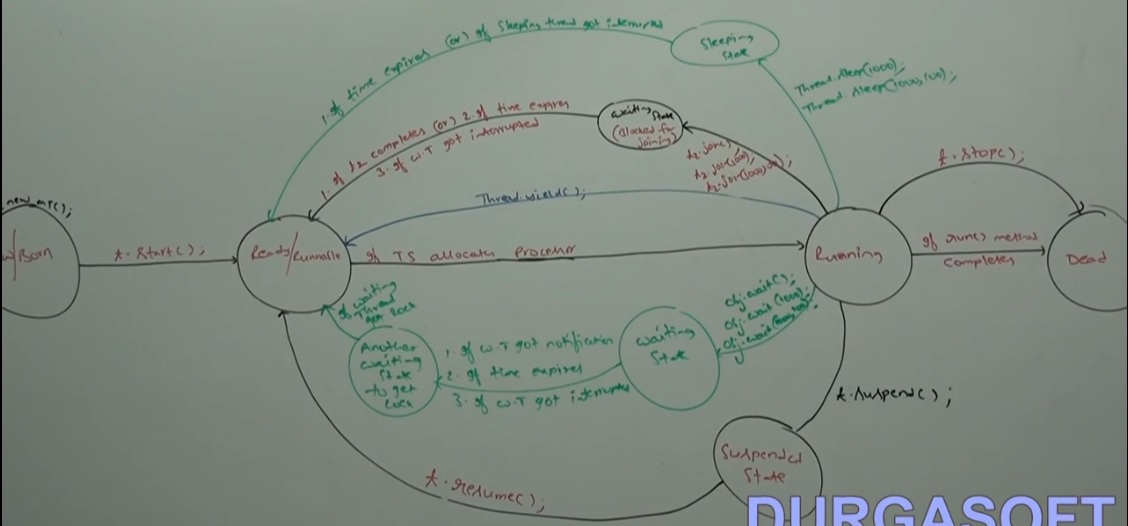 1. If time expires (or) If Sleeping thread got interrupted
Sleeping
State
Thread.sleep(1000);
Thread.sleep(1000,100);
1. If t2 completes (or) 2. If time expires
3. If W.T got interrupted
waiting State
(Blocked for
joining)
t2.join();
t2.join(1000);
t2.join(1000,100);
t.stop();
Thread.yield();
new MT();
w/Born
t.start();
Ready/Runnable
If TS allocates processor
Running
If run() method
completes
Dead
If waiting
Thread
got lock
Another
waiting
State
to get
lock
1. If W.T got notification
2. If time expires
3. If W.T got interrupted
waiting
State
obj.wait();
obj.wait(1000);
t.suspend();
Suspended
State
t.resume();
DURGASOFT